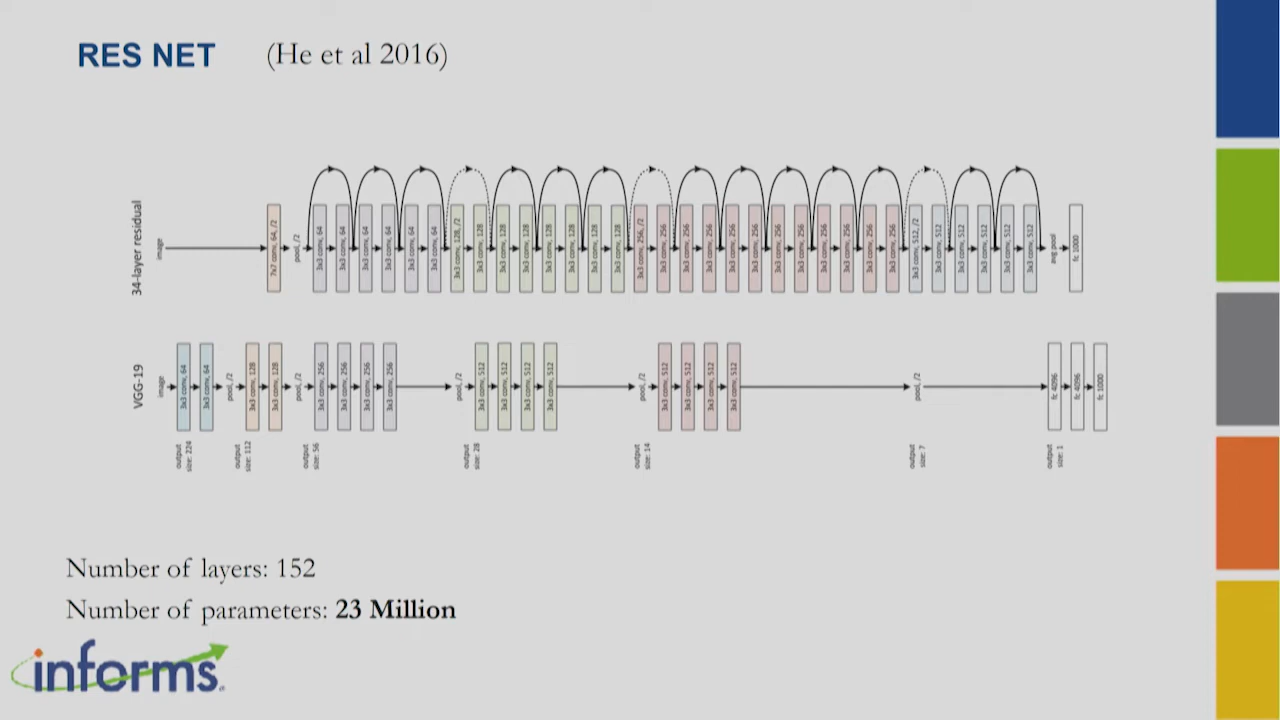 RES NET (He et al 2016)
34-layer residual
image
7x7 conv, 64, /2
pool, /2
3x3 conv, 64
3x3 conv, 64
3x3 conv, 64
3x3 conv, 64
3x3 conv, 64
3x3 conv, 64
3x3 conv, 128, /2
3x3 conv, 128
3x3 conv, 128
3x3 conv, 128
3x3 conv, 128
3x3 conv, 128
3x3 conv, 128
3x3 conv, 128
3x3 conv, 256, /2
3x3 conv, 256
3x3 conv, 256
3x3 conv, 256
3x3 conv, 256
3x3 conv, 256
3x3 conv, 256
3x3 conv, 256
3x3 conv, 256
3x3 conv, 256
3x3 conv, 256
3x3 conv, 256
3x3 conv, 512, /2
3x3 conv, 512
3x3 conv, 512
3x3 conv, 512
3x3 conv, 512
3x3 conv, 512
avg pool
fc 1000
VGG-19
image
3x3 conv, 64
3x3 conv, 64
pool, /2
3x3 conv, 128
3x3 conv, 128
pool, /2
3x3 conv, 256
3x3 conv, 256
3x3 conv, 256
3x3 conv, 256
pool, /2
3x3 conv, 512
3x3 conv, 512
3x3 conv, 512
3x3 conv, 512
pool, /2
3x3 conv, 512
3x3 conv, 512
3x3 conv, 512
3x3 conv, 512
pool, /2
fc 4096
fc 4096
fc 1000
output
size: 224
output
size: 112
output
size: 56
output
size: 28
output
size: 14
output
size: 7
output
size: 1
Number of layers: 152
Number of parameters: 23 Million
informs